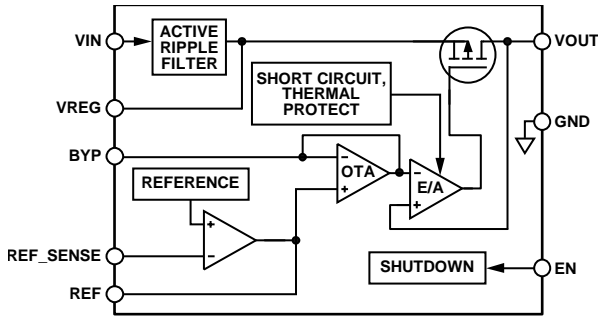 VIN
ACTIVE
RIPPLE
FILTER
VOUT
VREG
SHORT CIRCUIT,
THERMAL
PROTECT
GND
BYP
–
OTA
+
–
E/A
+
REFERENCE
+
–
REF_SENSE
SHUTDOWN
EN
REF